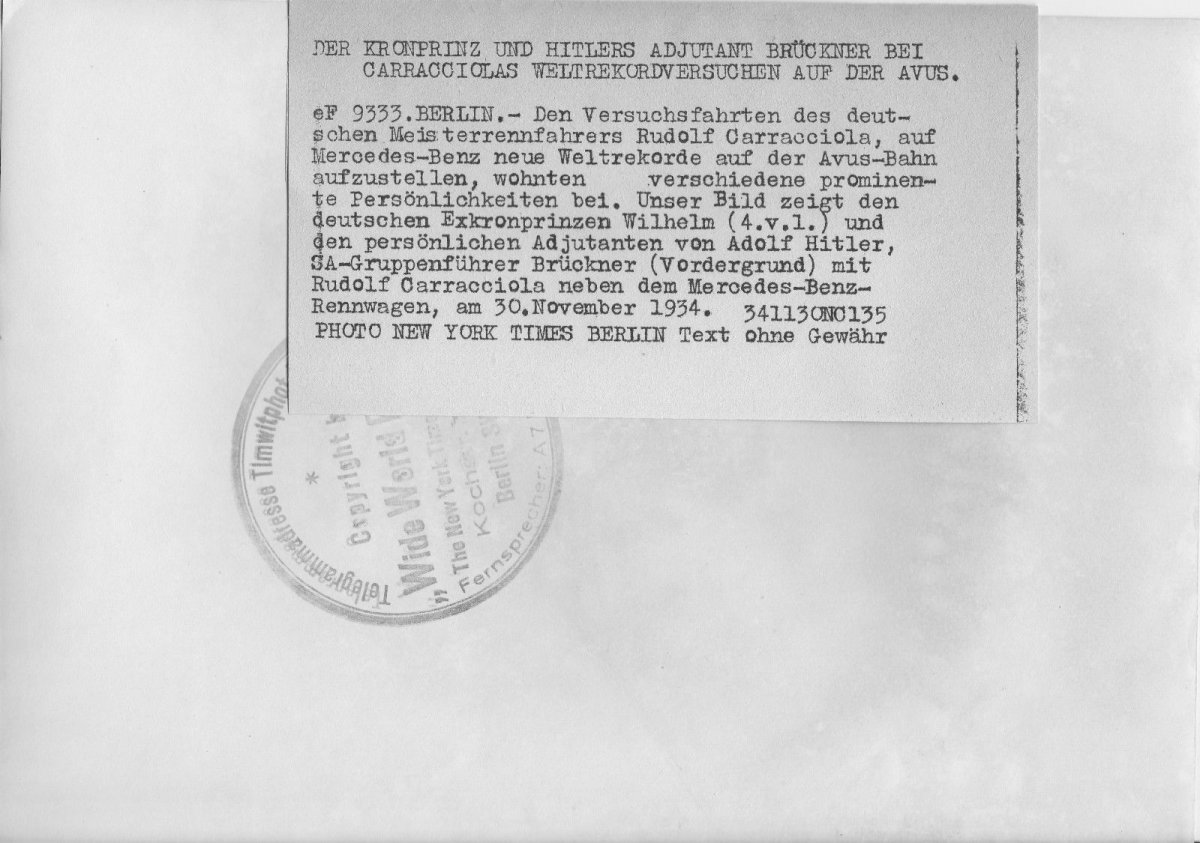 DER KRONPRINZ UND HITLERS ADJUTANT BRÜCKNER BEI
CARRACCIOLAS WELTREKORDVERSUCHEN AUF DER AVUS.
eF 9333.BERLIN.- Den Versuchsfahrten des deut-
schen Meisterrennfahrers Rudolf Carracciola, auf
Mercedes-Benz neue Weltrekorde auf der Avus-Bahn
aufzustellen, wohnten verschiedene prominen-
te Persönlichkeiten bei. Unser Bild zeigt den
deutschen Exkronprinzen Wilhelm (4.v.l.) und
den persönlichen Adjutanten von Adolf Hitler,
SA-Gruppenführer Brückner (Vordergrund) mit
Rudolf Carracciola neben dem Mercedes-Benz-
Rennwagen, am 30.November 1934. 341130NC135
PHOTO NEW YORK TIMES BERLIN Text ohne Gewähr
Telegrammadresse Timwitphot
* Copyright
"Wide World
The New York Times
Koch
Berlin S
Fernsprecher: A 7